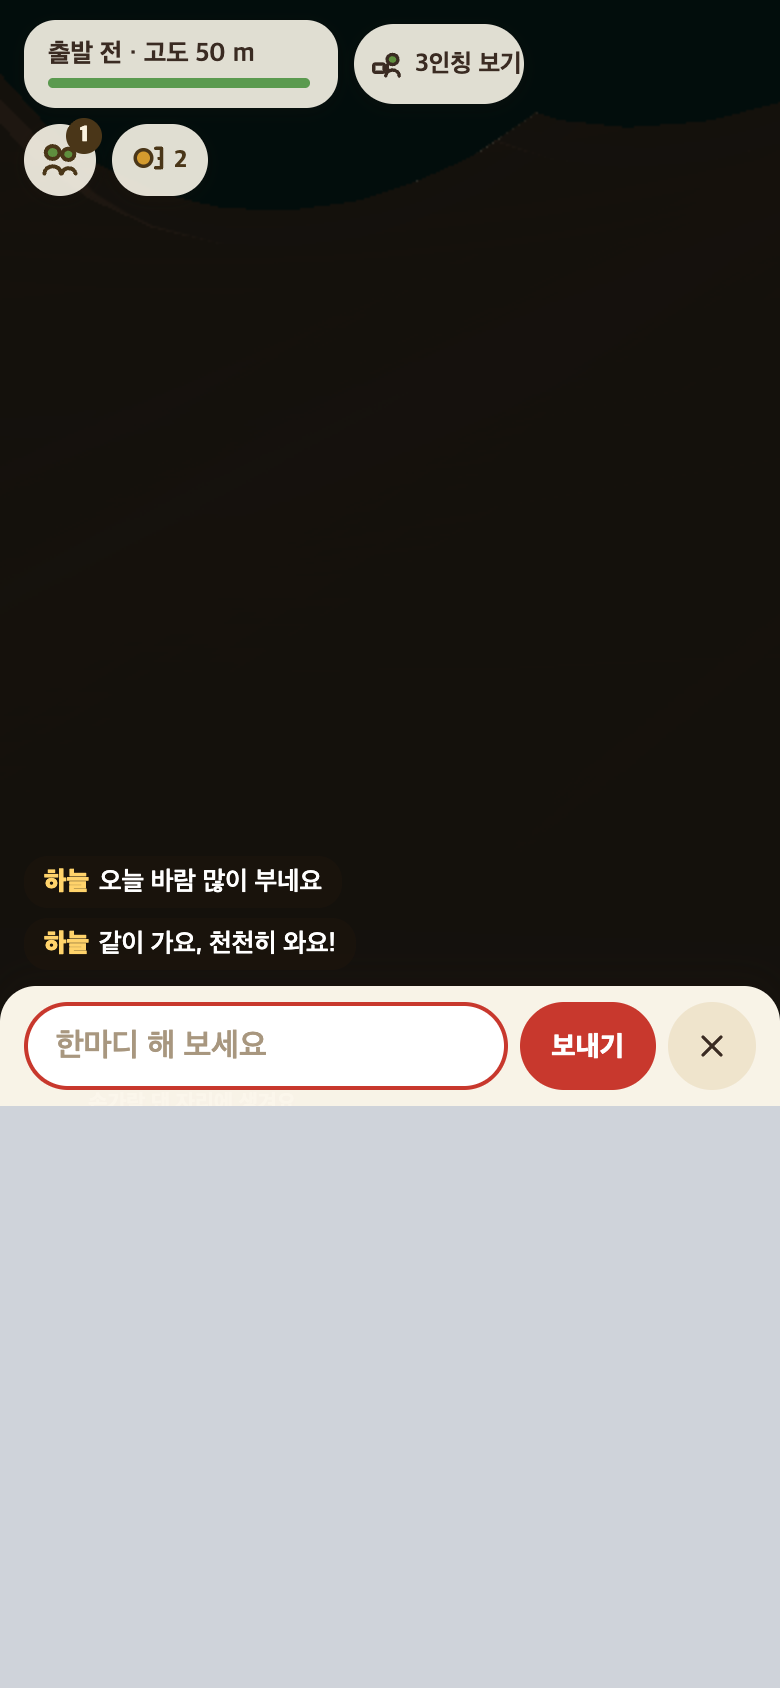 출발 전 · 고도 50 m
3인칭 보기
1
2
하늘 오늘 바람 많이 부네요
하늘 같이 가요, 천천히 와요!
한마디 해 보세요
보내기